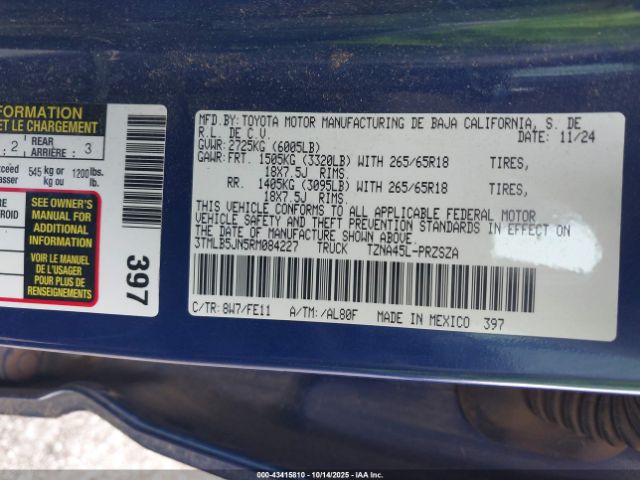 FORMATION
ET LE CHARGEMENT
2 REAR ARRIÈRE : 3
exceed 545 kg or 1200 lbs.
kg ou lb.
SEE OWNER'S
MANUAL FOR
ADDITIONAL
INFORMATION
VOIR LE MANUEL
DE L'USAGER
POUR PLUS DE
RENSEIGNEMENTS
397
MFD.BY:TOYOTA MOTOR MANUFACTURING DE BAJA CALIFORNIA, S. DE
R.L. DE C.V. DATE: 11/24
GVWR: 2725KG (6005LB)
GAWR:FRT. 1505KG (3320LB) WITH 265/65R18 TIRES,
18X7.5J RIMS.
RR. 1405KG (3095LB) WITH 265/65R18 TIRES,
18X7.5J RIMS.
THIS VEHICLE CONFORMS TO ALL APPLICABLE FEDERAL MOTOR
VEHICLE SAFETY AND THEFT PREVENTION STANDARDS IN EFFECT ON
THE DATE OF MANUFACTURE SHOWN ABOVE.
3TMLB5JN5RM084227 TRUCK TZNA45L-PRZSZA
C/TR: 8W7/FE11 A/TM: /AL80F MADE IN MEXICO 397
© - 43415810 - 10/14/2025 - IAA Inc.